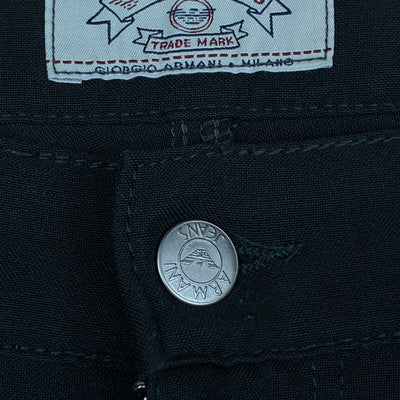 TRADE MARK
GIORGIO ARMANI MILANO
ARMANI
JEANS